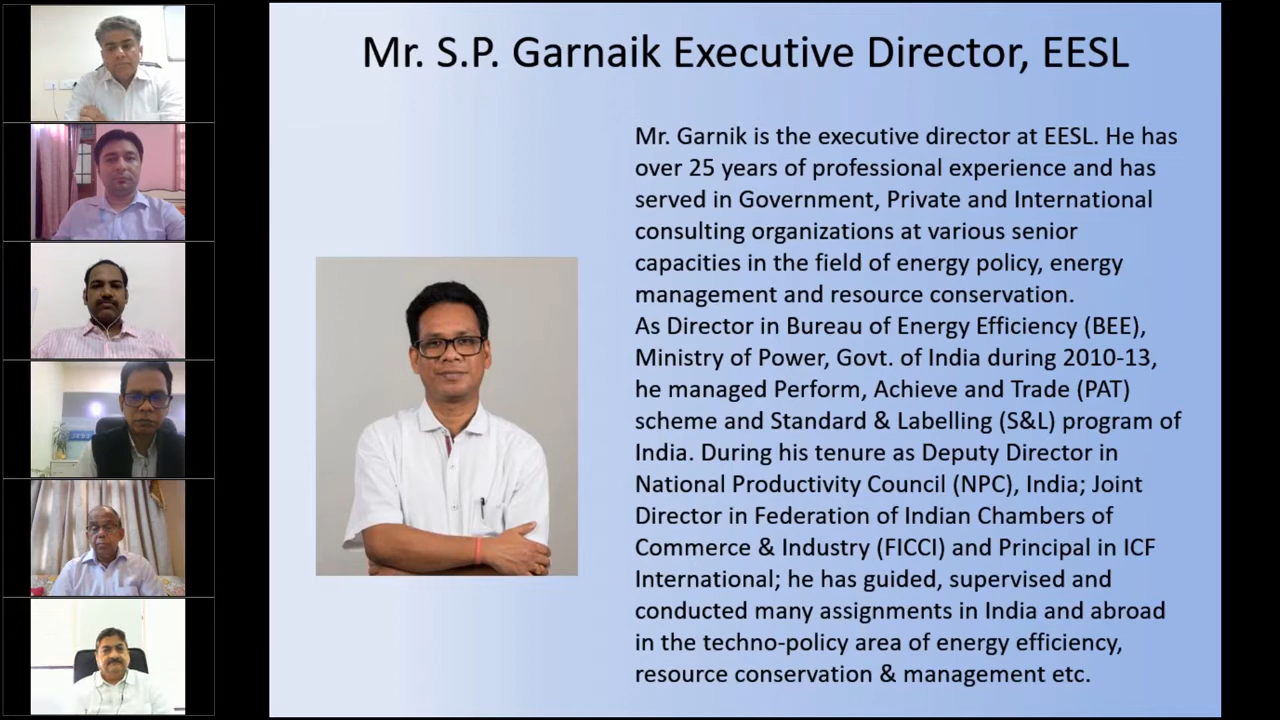 Mr. S.P. Garnaik Executive Director, EESL
Mr. Garnik is the executive director at EESL. He has
over 25 years of professional experience and has
served in Government, Private and International
consulting organizations at various senior
capacities in the field of energy policy, energy
management and resource conservation.
As Director in Bureau of Energy Efficiency (BEE),
Ministry of Power, Govt. of India during 2010-13,
he managed Perform, Achieve and Trade (PAT)
scheme and Standard & Labelling (S&L) program of
India. During his tenure as Deputy Director in
National Productivity Council (NPC), India; Joint
Director in Federation of Indian Chambers of
Commerce & Industry (FICCI) and Principal in ICF
International; he has guided, supervised and
conducted many assignments in India and abroad
in the techno-policy area of energy efficiency,
resource conservation & management etc.